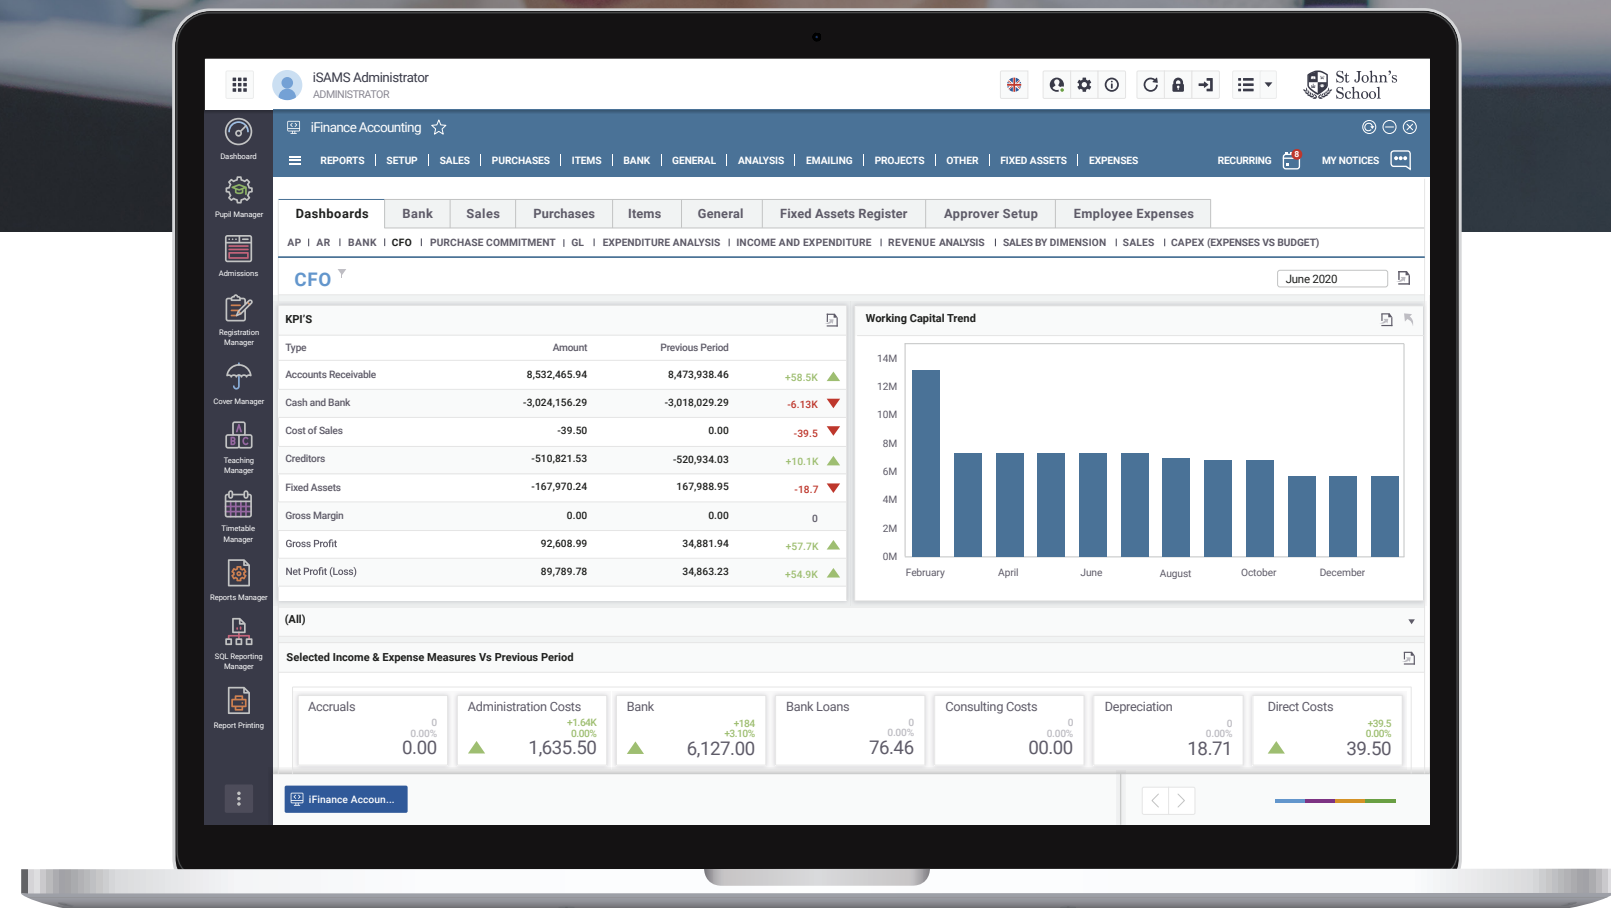 iSAMS Administrator
ADMINISTRATOR
St John's
School
iFinance Accounting
REPORTS | SETUP | SALES | PURCHASES | ITEMS | BANK | GENERAL | ANALYSIS | EMAILING | PROJECTS | OTHER | FIXED ASSETS | EXPENSES
RECURRING 8 MY NOTICES
Dashboards Bank Sales Purchases Items General Fixed Assets Register Approver Setup Employee Expenses
AP | AR | BANK | CFO | PURCHASE COMMITMENT | GL | EXPENDITURE ANALYSIS | INCOME AND EXPENDITURE | REVENUE ANALYSIS | SALES BY DIMENSION | SALES | CAPEX (EXPENSES VS BUDGET)
CFO
June 2020
Dashboard
Pupil Manager
Admissions
Registration
Manager
Cover Manager
A
B C
Teaching
Manager
Timetable
Manager
Reports Manager
SQL Reporting
Manager
Report Printing
KPI'S
Type Amount Previous Period
Accounts Receivable 8,532,465.94 8,473,938.46 +58.5K
Cash and Bank -3,024,156.29 -3,018,029.29 -6.13K
Cost of Sales -39.50 0.00 -39.5
Creditors -510,821.53 -520,934.03 +10.1K
Fixed Assets -167,970.24 167,988.95 -18.7
Gross Margin 0.00 0.00 0
Gross Profit 92,608.99 34,881.94 +57.7K
Net Profit (Loss) 89,789.78 34,863.23 +54.9K
Working Capital Trend
14M
12M
10M
8M
6M
4M
2M
0M
February April June August October December
(All)
Selected Income & Expense Measures Vs Previous Period
Accruals
0
0.00%
0.00
Administration Costs
+1.64K
0.00%
1,635.50
Bank
+184
+3.10%
6,127.00
Bank Loans
0
0.00%
76.46
Consulting Costs
0
0.00%
00.00
Depreciation
0
0.00%
18.71
Direct Costs
+39.5
0.00%
39.50
iFinance Accoun...